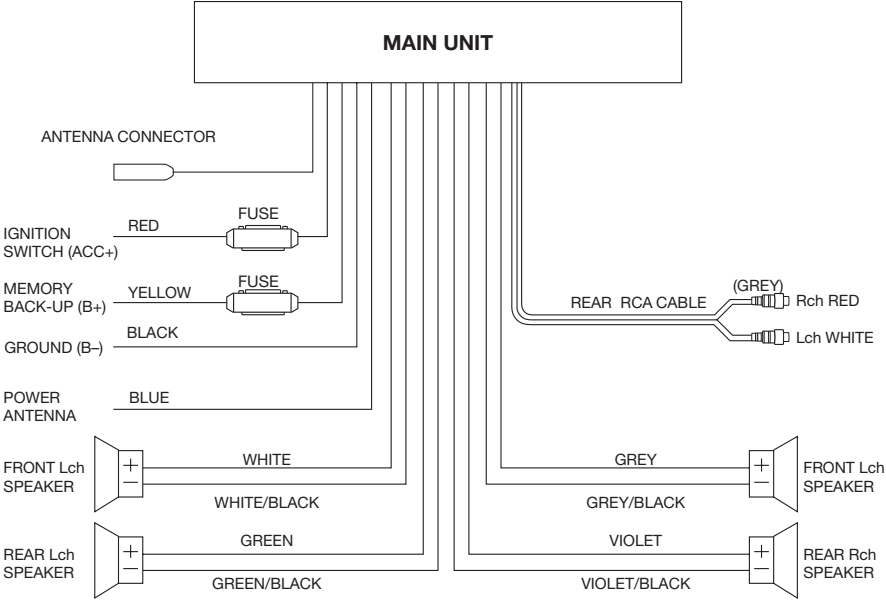 MAIN UNIT
ANTENNA CONNECTOR
IGNITION
SWITCH (ACC+)
RED
FUSE
MEMORY
BACK-UP (B+)
YELLOW
FUSE
GROUND (B–)
BLACK
POWER
ANTENNA
BLUE
REAR RCA CABLE
(GREY)
Rch RED
Lch WHITE
FRONT Lch
SPEAKER
+
–
WHITE
WHITE/BLACK
GREY
GREY/BLACK
+
–
FRONT Lch
SPEAKER
REAR Lch
SPEAKER
+
–
GREEN
GREEN/BLACK
VIOLET
VIOLET/BLACK
+
–
REAR Rch
SPEAKER